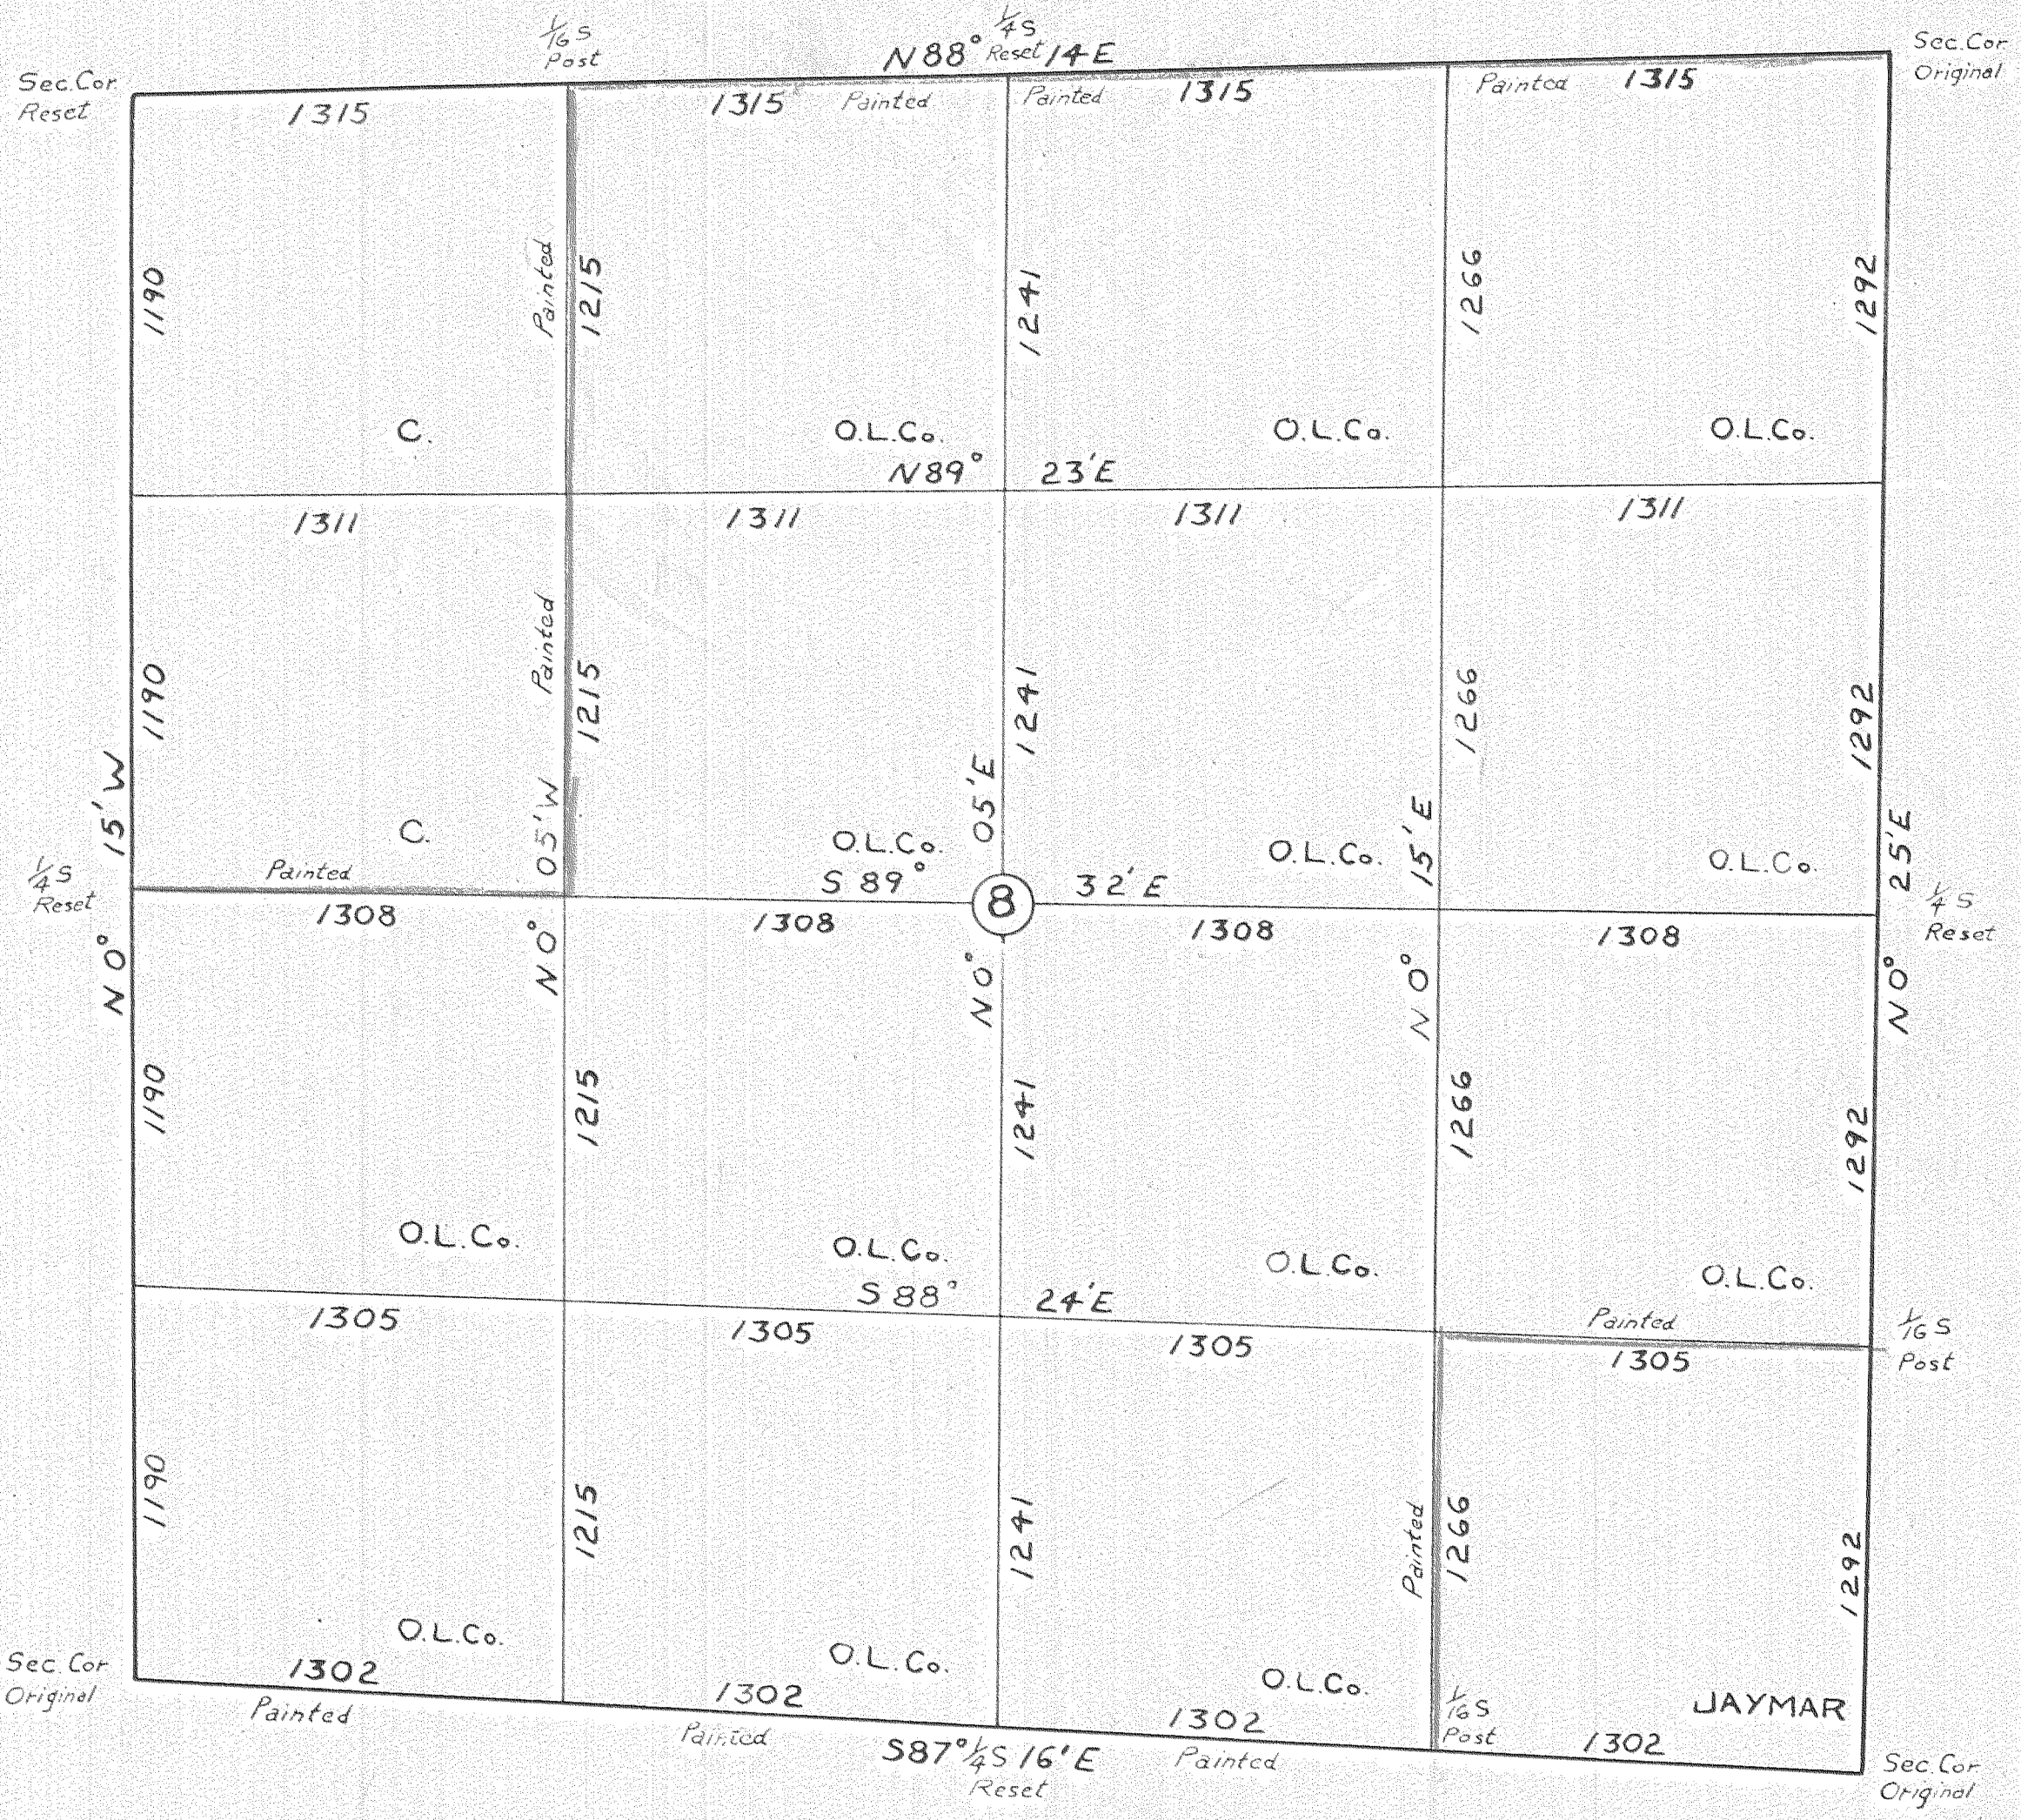 1/16 S
Post
1/4 S
Reset
N 88° 14 E
Sec. Cor
Reset
Sec. Cor
Original
1315
1315
Painted
Painted
1315
Painted
1315
1190
Painted
1215
1241
1266
1292
C.
O.L.Co.
O.L.Co.
O.L.Co.
N 89° 23'E
1311
1311
1311
1311
1190
Painted
1215
1241
1266
1292
N 0° 15'W
N 0° 05'W
N 0° 05'E
N 0° 15'E
N 0° 25'E
C.
O.L.Co.
O.L.Co.
O.L.Co.
1/4 S
Reset
Painted
S 89° 32'E
8
1/4 S
Reset
1308
1308
1308
1308
1190
1215
1241
1266
1292
O.L.Co.
O.L.Co.
O.L.Co.
O.L.Co.
S 88° 24'E
Painted
1/16 S
Post
1305
1305
1305
1305
1190
1215
1241
Painted
1266
1292
O.L.Co.
O.L.Co.
O.L.Co.
JAYMAR
Sec. Cor
Original
1302
1302
1302
1/16 S
Post
1302
Painted
Painted
S87° 16'E
1/4 S
Reset
Painted
Sec. Cor
Original